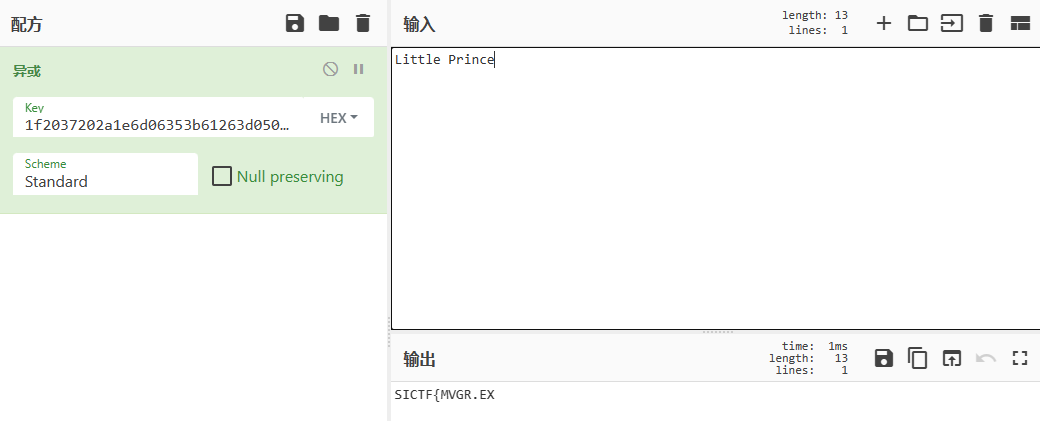 配方
异或
Key
1f2037202a1e6d06353b61263d050...
HEX
Scheme
Standard
Null preserving
输入
length: 13
lines: 1
Little Prince
输出
time: 1ms
length: 13
lines: 1
SICTF{MVGR.EX